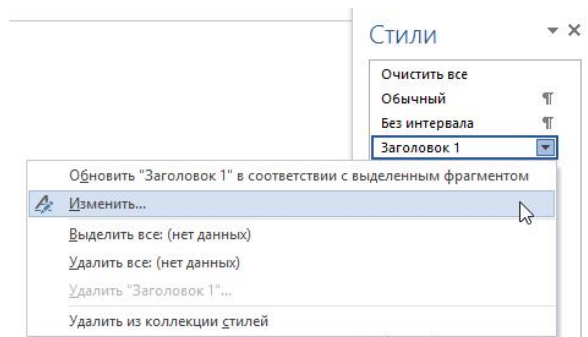 Стили
Очистить все
Обычный
Без интервала
Заголовок 1
Обновить "Заголовок 1" в соответствии с выделенным фрагментом
Изменить...
Выделить все: (нет данных)
Удалить все: (нет данных)
Удалить "Заголовок 1"...
Удалить из коллекции стилей